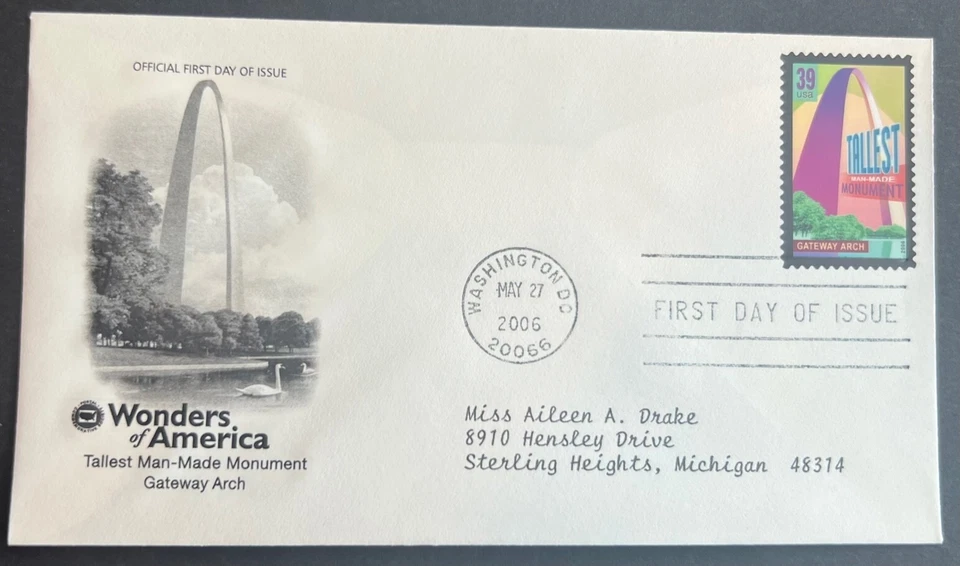 OFFICIAL FIRST DAY OF ISSUE
39
USA
TALLEST
MAN-MADE
MONUMENT
GATEWAY ARCH
WASHINGTON DC
MAY 27
2006
20066
FIRST DAY OF ISSUE
Wonders
of America
Tallest Man-Made Monument
Gateway Arch
Miss Aileen A. Drake
8910 Hensley Drive
Sterling Heights, Michigan 48314